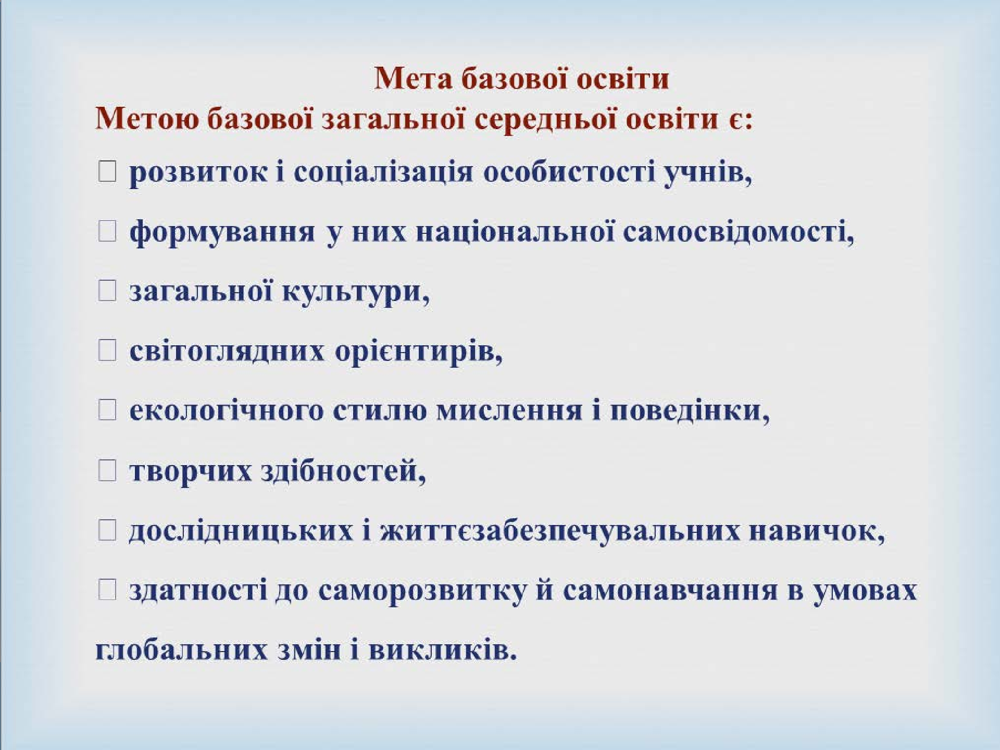 Мета базової освіти
Метою базової загальної середньої освіти є:
□ розвиток і соціалізація особистості учнів,
□ формування у них національної самосвідомості,
□ загальної культури,
□ світоглядних орієнтирів,
□ екологічного стилю мислення і поведінки,
□ творчих здібностей,
□ дослідницьких і життєзабезпечувальних навичок,
□ здатності до саморозвитку й самонавчання в умовах
глобальних змін і викликів.